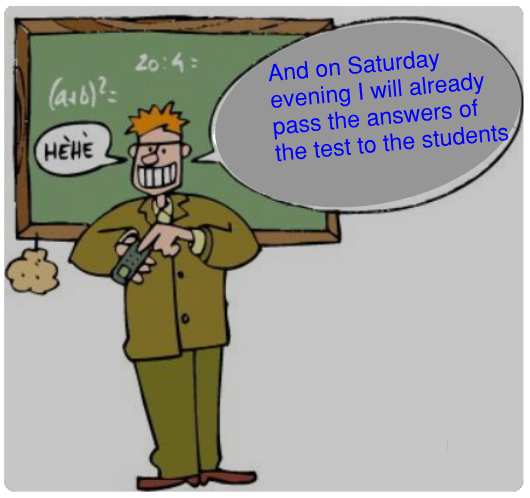 20:4=
(a+b)²=
HÈHÈ
And on Saturday
evening I will already
pass the answers of
the test to the students